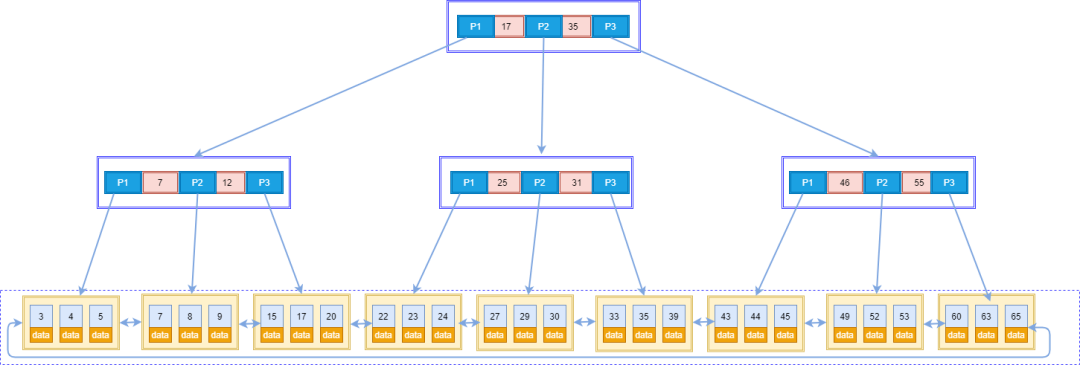 P1 17 P2 35 P3
P1 7 P2 12 P3 P1 25 P2 31 P3 P1 46 P2 55 P3
3 4 5 7 8 9 15 17 20 22 23 24 27 29 30 33 35 39 43 44 45 49 52 53 60 63 65
data data data data data data data data data data data data data data data data data data data data data data data data data data data